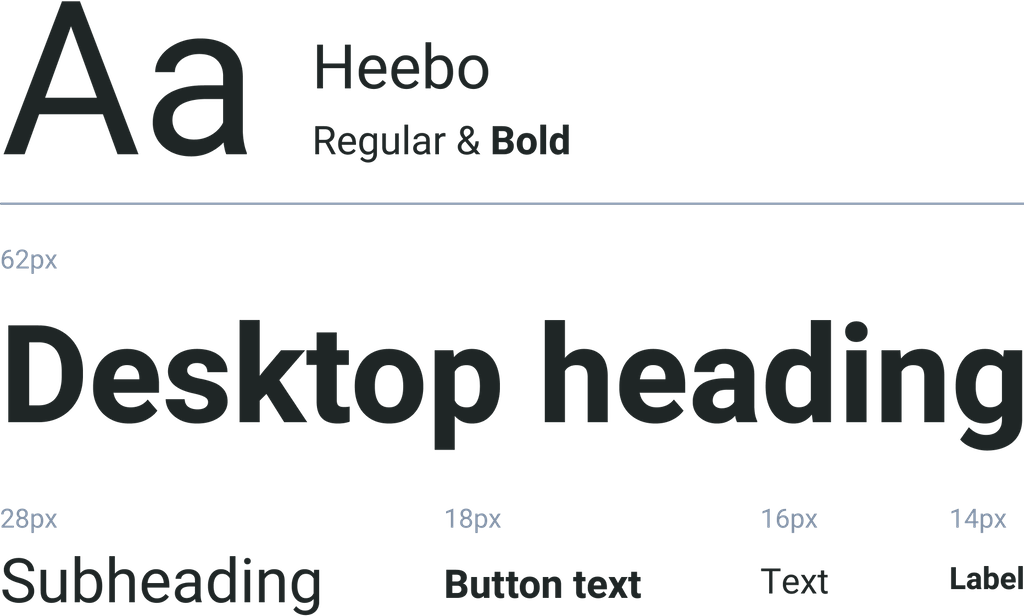 Aa
Heebo
Regular & Bold
62px
Desktop heading
28px
Subheading
18px
Button text
16px
Text
14px
Label